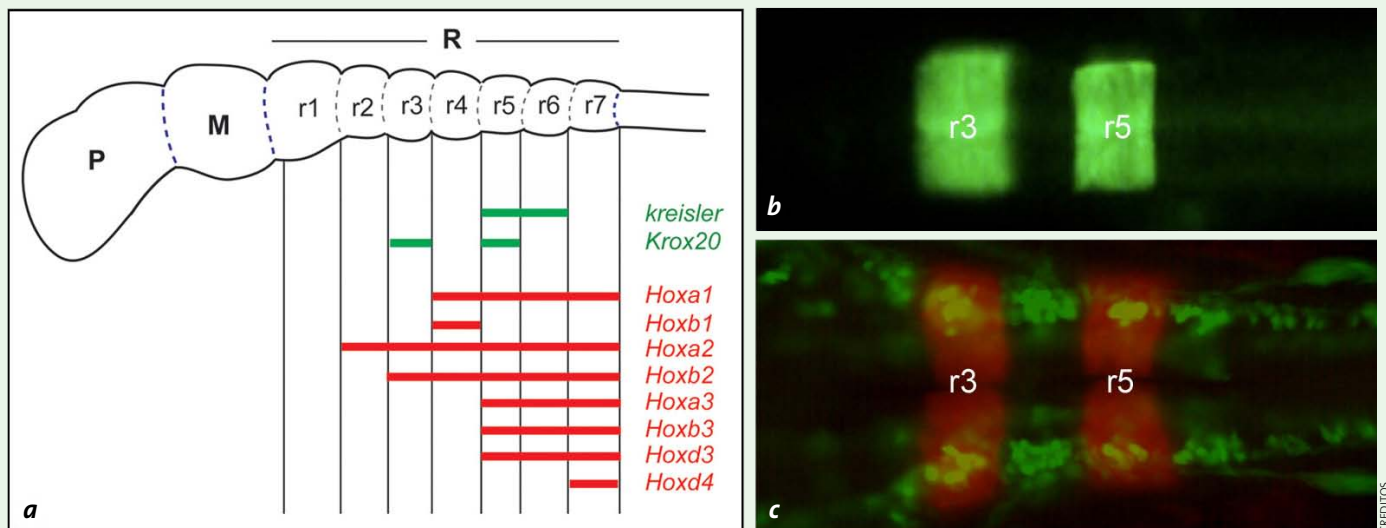 R
r1 r2 r3 r4 r5 r6 r7
M
P
kreisler
Krox20
Hoxa1
Hoxb1
Hoxa2
Hoxb2
Hoxa3
Hoxb3
Hoxd3
Hoxd4
a
r3 r5
b
r3 r5
c